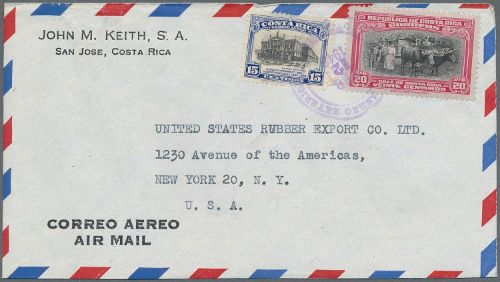 JOHN M. KEITH, S. A.
SAN JOSE, COSTA RICA
COSTA RICA
15 15
REPUBLICA DE COSTA RICA
20 20
VEINTE CENTIMOS
UNITED STATES RUBBER EXPORT CO. LTD.
1230 Avenue of the Americas,
NEW YORK 20, N. Y.
U. S. A.
CORREO AEREO
AIR MAIL